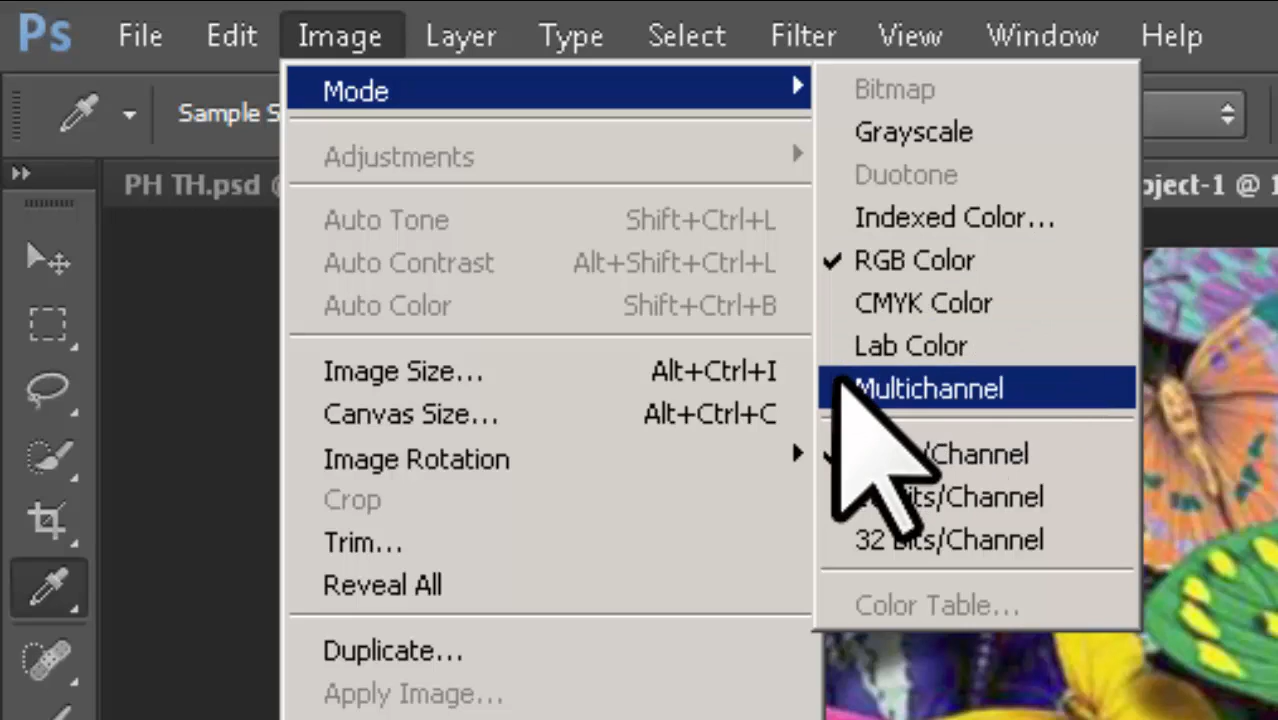 Ps File Edit Image Layer Type Select Filter View Window Help
Sample S
PH TH.psd @
oject-1 @ 1
Mode
Adjustments
Auto Tone Shift+Ctrl+L
Auto Contrast Alt+Shift+Ctrl+L
Auto Color Shift+Ctrl+B
Image Size... Alt+Ctrl+I
Canvas Size... Alt+Ctrl+C
Image Rotation
Crop
Trim...
Reveal All
Duplicate...
Apply Image...
Bitmap
Grayscale
Duotone
Indexed Color...
RGB Color
CMYK Color
Lab Color
Multichannel
/Channel
Bits/Channel
32 Bits/Channel
Color Table...